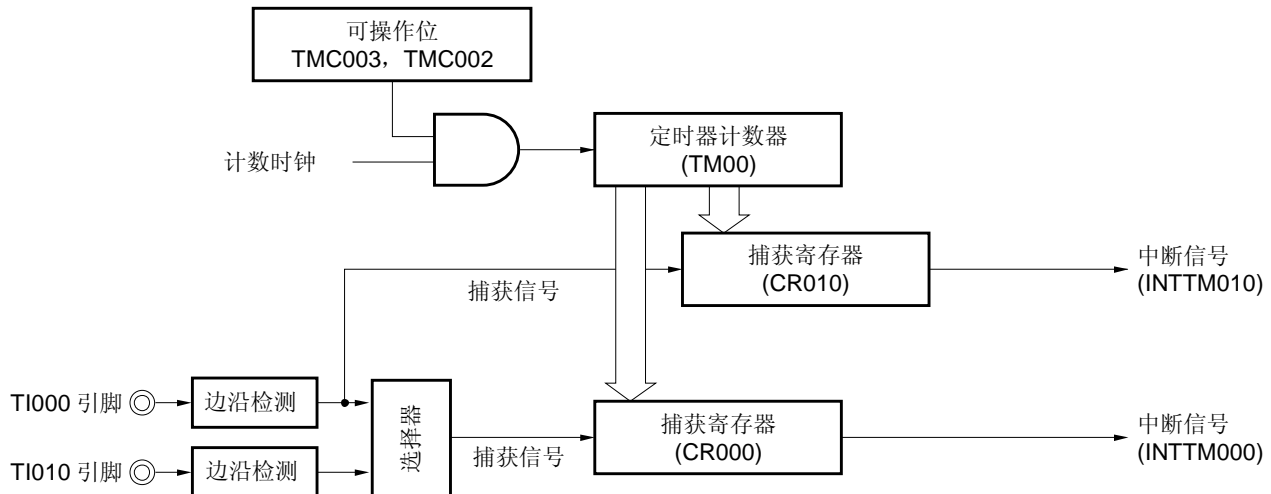 可操作位
TMC003，TMC002
计数时钟
定时器计数器
(TM00)
捕获寄存器
(CR010)
中断信号
(INTTM010)
捕获信号
TI000 引脚
边沿检测
选择器
捕获寄存器
(CR000)
中断信号
(INTTM000)
捕获信号
TI010 引脚
边沿检测